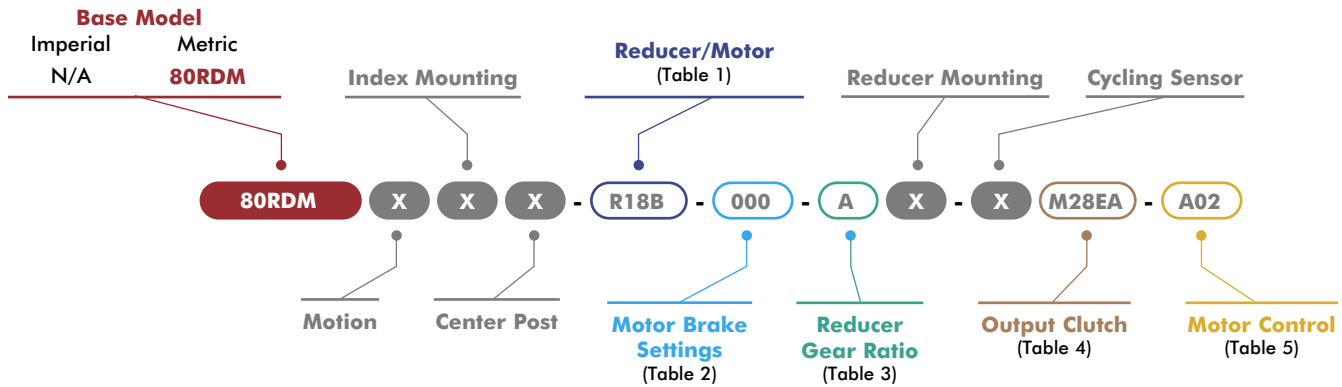 Base Model
Imperial Metric
N/A 80RDM
Index Mounting
Reducer/Motor
(Table 1)
Reducer Mounting
Cycling Sensor
80RDM X X X - R18B - 000 - A X - X M28EA - A02
Motion
Center Post
Motor Brake
Settings
(Table 2)
Reducer
Gear Ratio
(Table 3)
Output Clutch
(Table 4)
Motor Control
(Table 5)